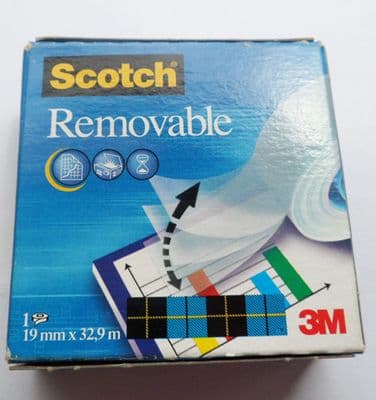 Scotch
Removable
1
19 mm x 32,9 m
3M